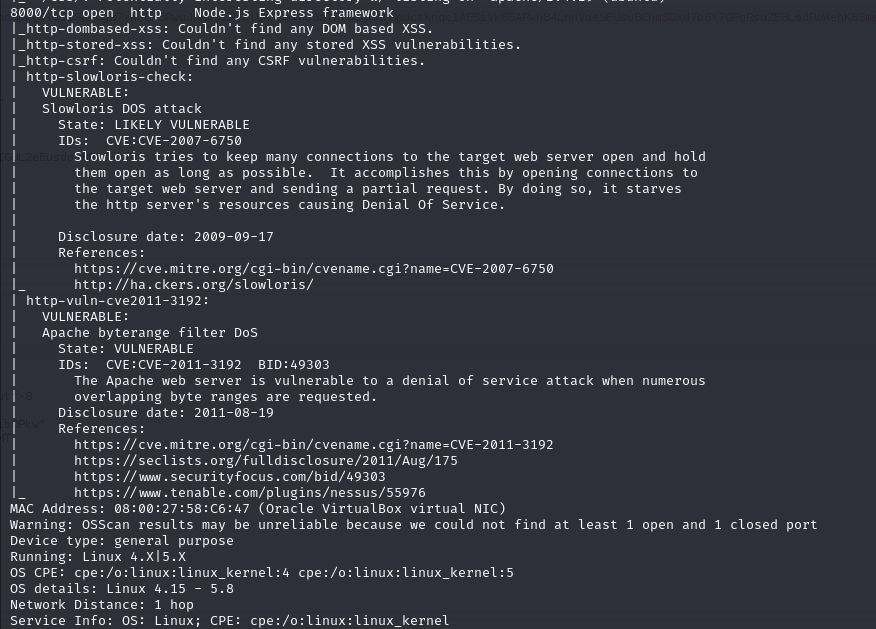 8000/tcp open  http    Node.js Express framework
|_http-dombased-xss: Couldn't find any DOM based XSS.
|_http-stored-xss: Couldn't find any stored XSS vulnerabilities.
|_http-csrf: Couldn't find any CSRF vulnerabilities.
| http-slowloris-check:
|   VULNERABLE:
|   Slowloris DOS attack
|     State: LIKELY VULNERABLE
|     IDs:  CVE:CVE-2007-6750
|       Slowloris tries to keep many connections to the target web server open and hold
|       them open as long as possible.  It accomplishes this by opening connections to
|       the target web server and sending a partial request. By doing so, it starves
|       the http server's resources causing Denial Of Service.
|
|     Disclosure date: 2009-09-17
|     References:
|       https://cve.mitre.org/cgi-bin/cvename.cgi?name=CVE-2007-6750
|_      http://ha.ckers.org/slowloris/
| http-vuln-cve2011-3192:
|   VULNERABLE:
|   Apache byterange filter DoS
|     State: VULNERABLE
|     IDs:  CVE:CVE-2011-3192  BID:49303
|       The Apache web server is vulnerable to a denial of service attack when numerous
|       overlapping byte ranges are requested.
|     Disclosure date: 2011-08-19
|     References:
|       https://cve.mitre.org/cgi-bin/cvename.cgi?name=CVE-2011-3192
|       https://seclists.org/fulldisclosure/2011/Aug/175
|       https://www.securityfocus.com/bid/49303
|_      https://www.tenable.com/plugins/nessus/55976
MAC Address: 08:00:27:58:C6:47 (Oracle VirtualBox virtual NIC)
Warning: OSScan results may be unreliable because we could not find at least 1 open and 1 closed port
Device type: general purpose
Running: Linux 4.X|5.X
OS CPE: cpe:/o:linux:linux_kernel:4 cpe:/o:linux:linux_kernel:5
OS details: Linux 4.15 - 5.8
Network Distance: 1 hop
Service Info: OS: Linux; CPE: cpe:/o:linux:linux_kernel